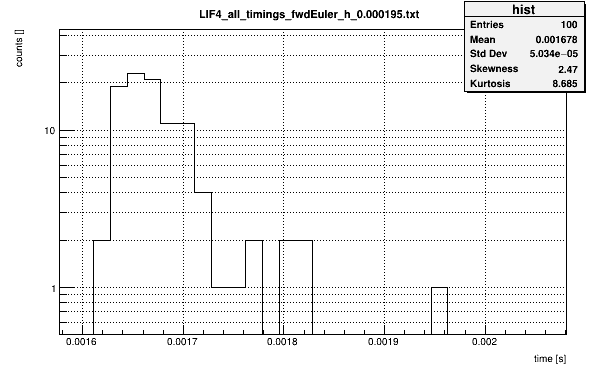 LIF4_all_timings_fwdEuler_h_0.000195.txt
hist
Entries 100
Mean 0.001678
Std Dev 5.034e−05
Skewness 2.47
Kurtosis 8.685
counts []
10
1
0.0016 0.0017 0.0018 0.0019 0.002
time [s]